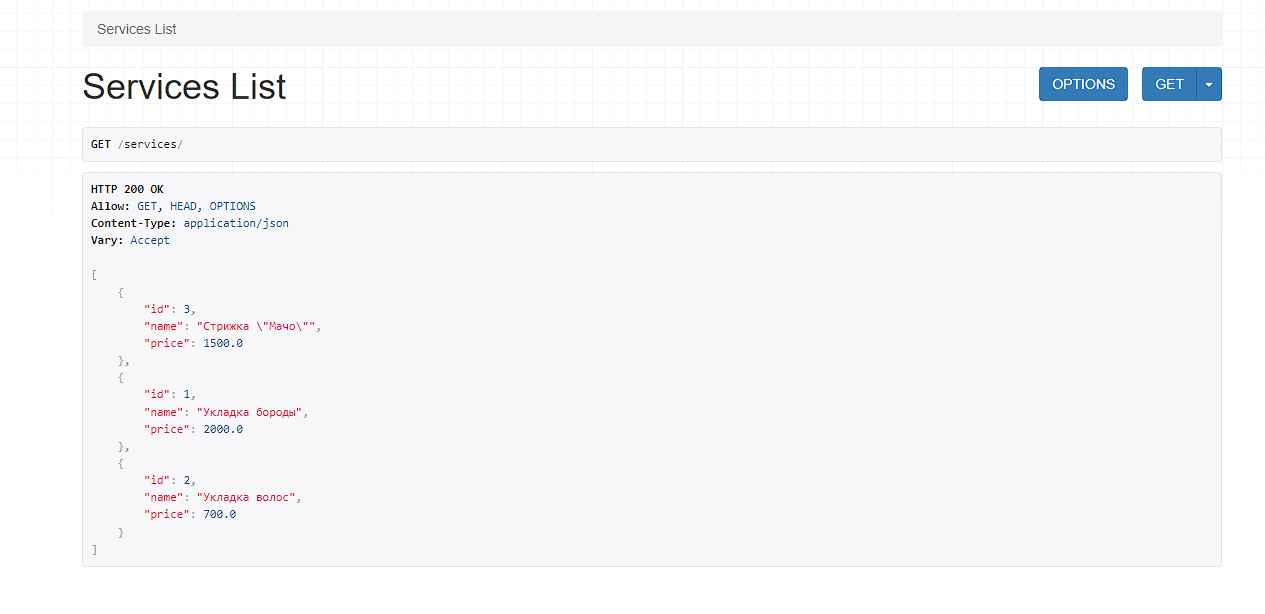 Services List
Services List
OPTIONS
GET
GET /services/
HTTP 200 OK
Allow: GET, HEAD, OPTIONS
Content-Type: application/json
Vary: Accept
[
    {
        "id": 3,
        "name": "Стрижка \"Мачо\"",
        "price": 1500.0
    },
    {
        "id": 1,
        "name": "Укладка бороды",
        "price": 2000.0
    },
    {
        "id": 2,
        "name": "Укладка волос",
        "price": 700.0
    }
]